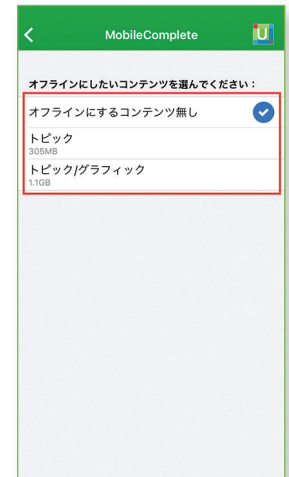 MobileComplete
U
オフラインにしたいコンテンツを選んでください：
オフラインにするコンテンツ無し
トピック
305MB
トピック/グラフィック
1.1GB